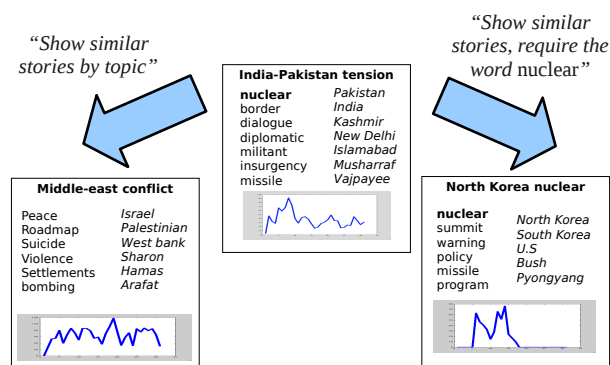 “Show similar
stories by topic”
“Show similar
stories, require the
word nuclear”
India-Pakistan tension
nuclear Pakistan
border India
dialogue Kashmir
diplomatic New Delhi
militant Islamabad
insurgency Musharraf
missile Vajpayee
Middle-east conflict
Peace Israel
Roadmap Palestinian
Suicide West bank
Violence Sharon
Settlements Hamas
bombing Arafat
North Korea nuclear
nuclear North Korea
summit South Korea
warning U.S
policy Bush
missile Pyongyang
program